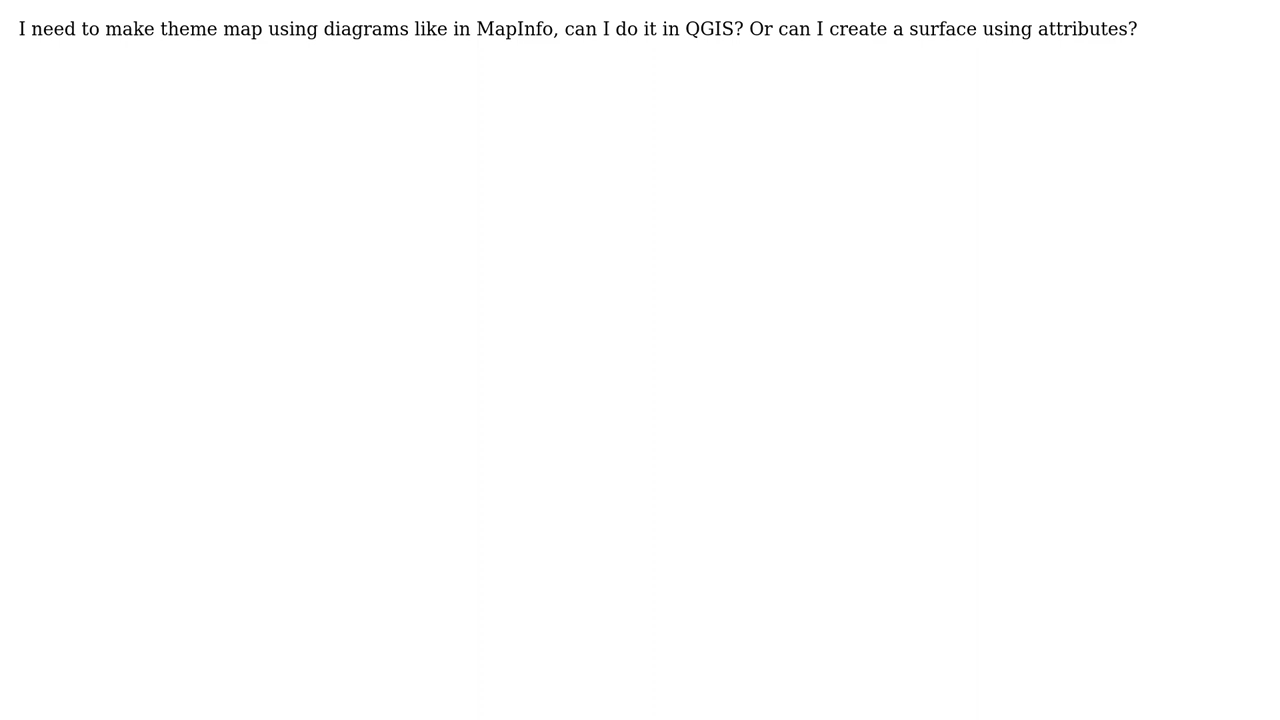 I need to make theme map using diagrams like in MapInfo, can I do it in QGIS? Or can I create a surface using attributes?